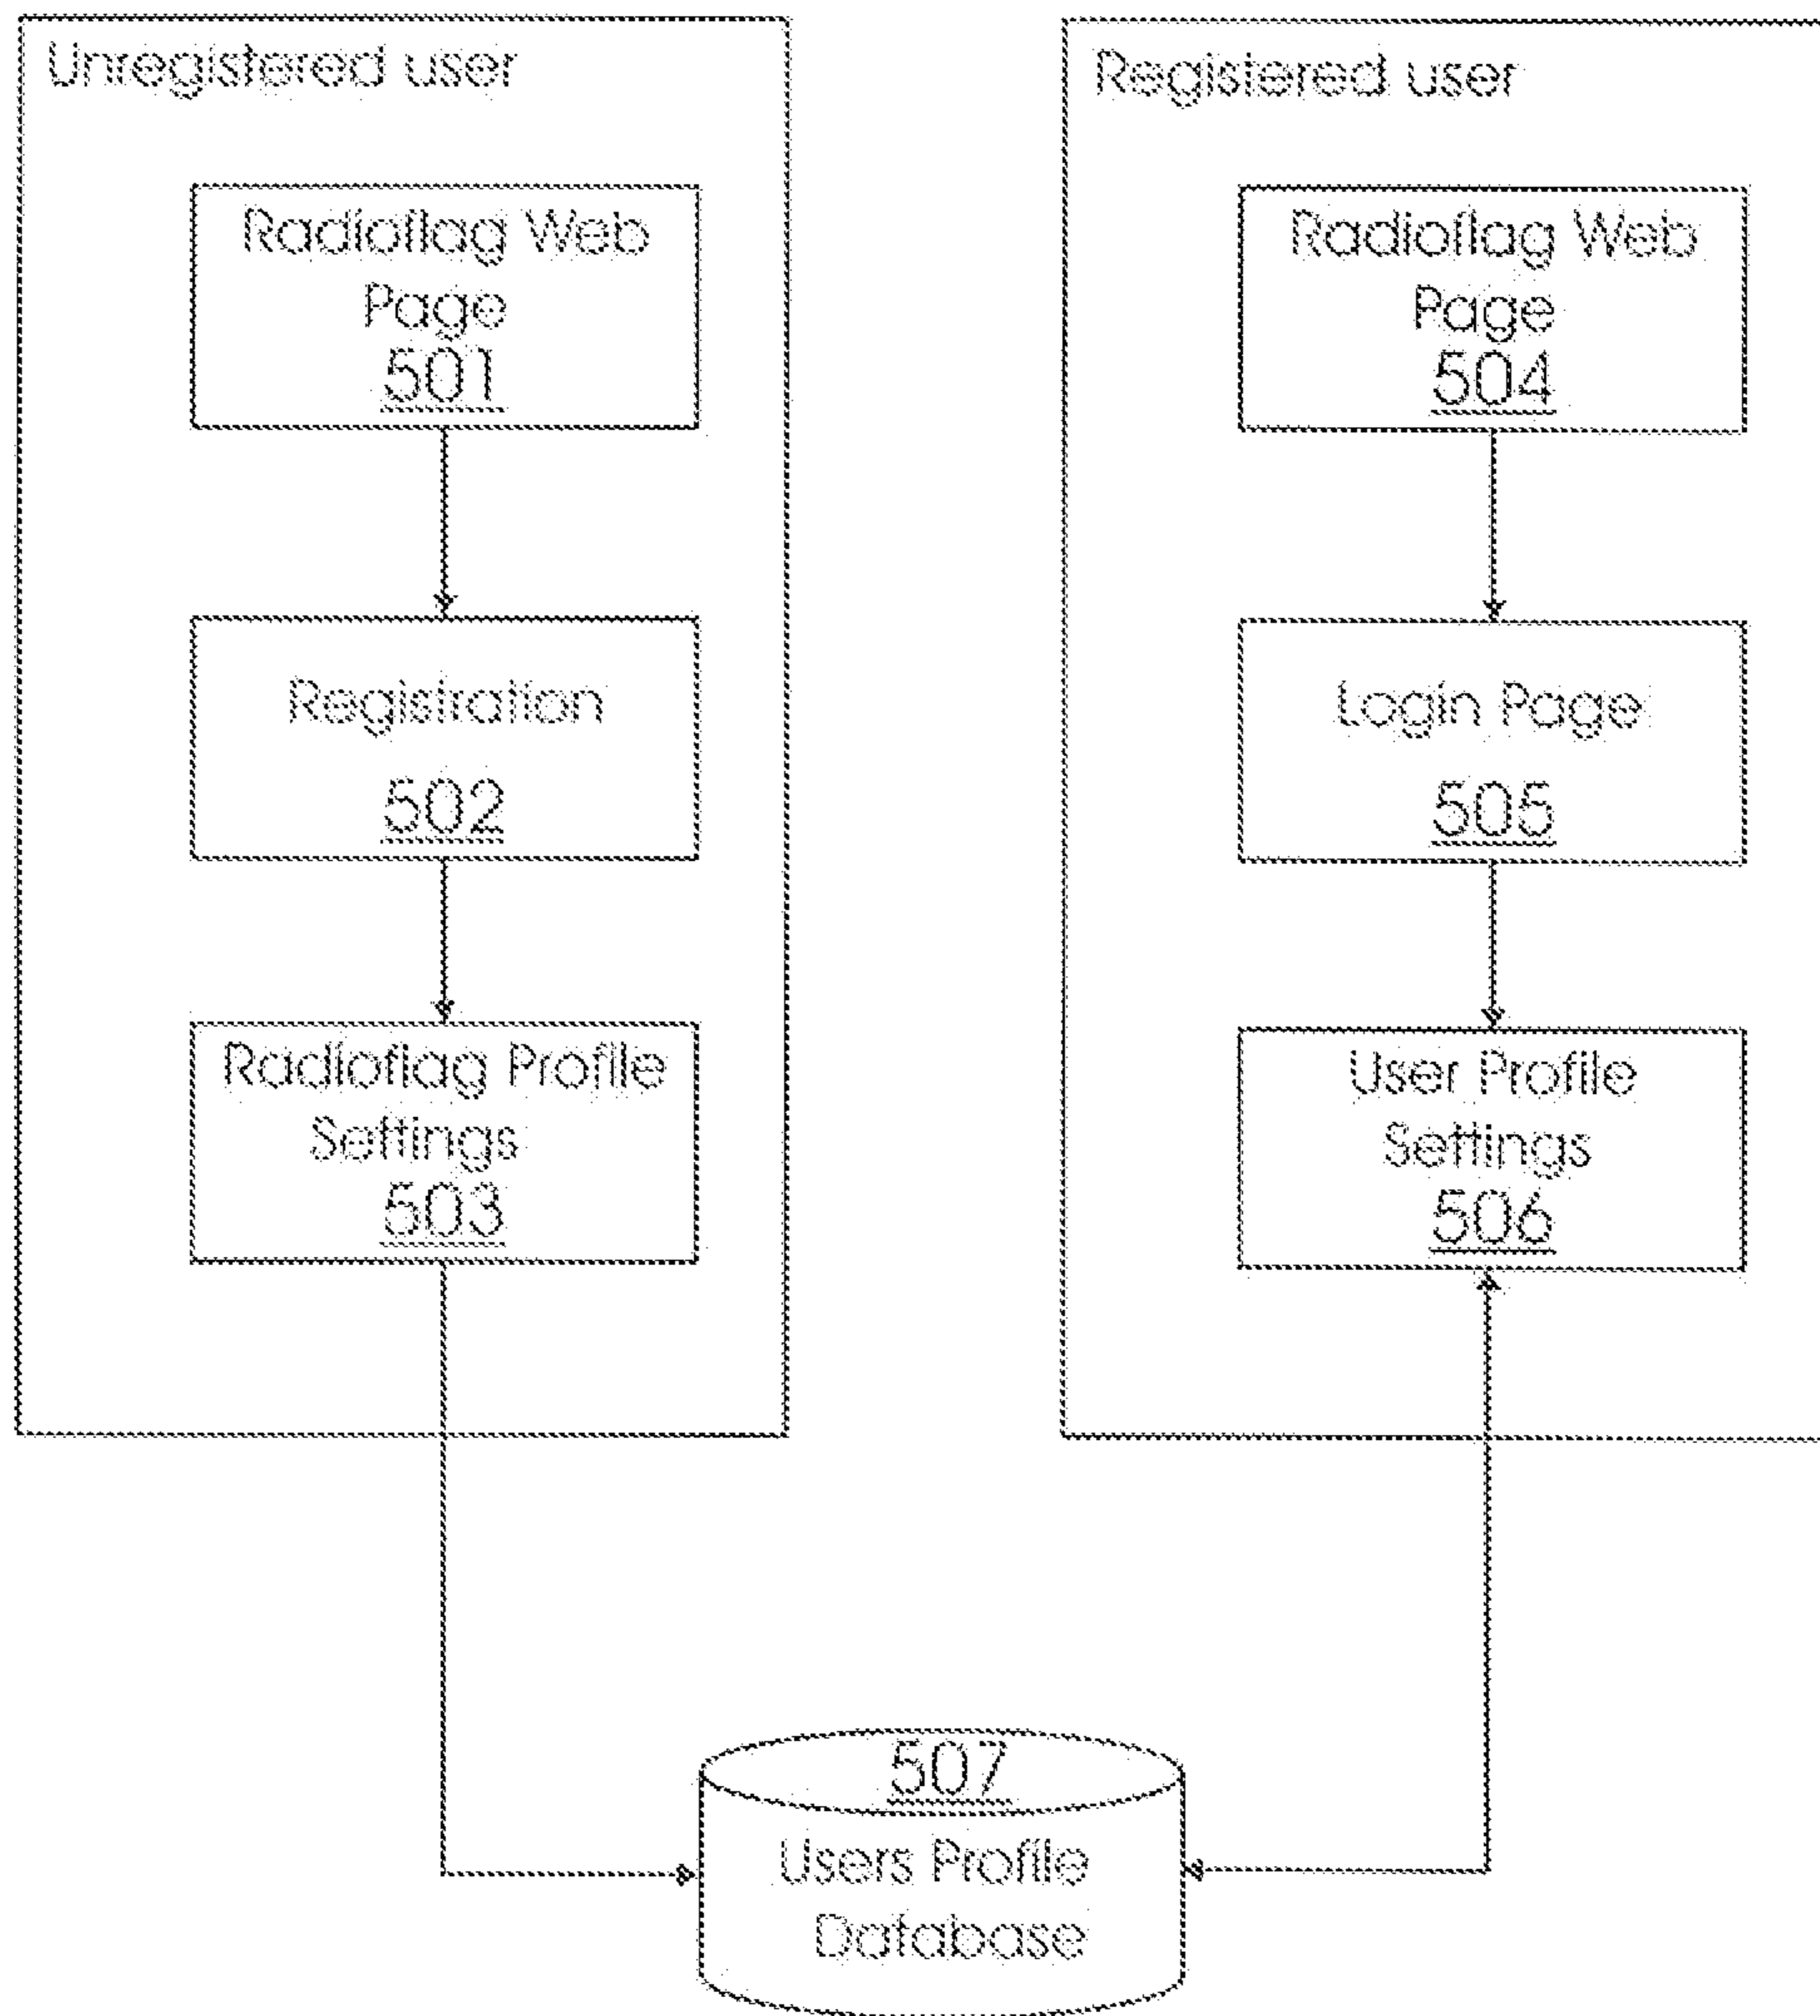 Unregistered user
Radioflag Web
Page
501
Registration
502
Radioflag Profile
Settings
503
Registered user
Radioflag Web
Page
504
Login Page
505
User Profile
Settings
506
507
Users Profile
Database